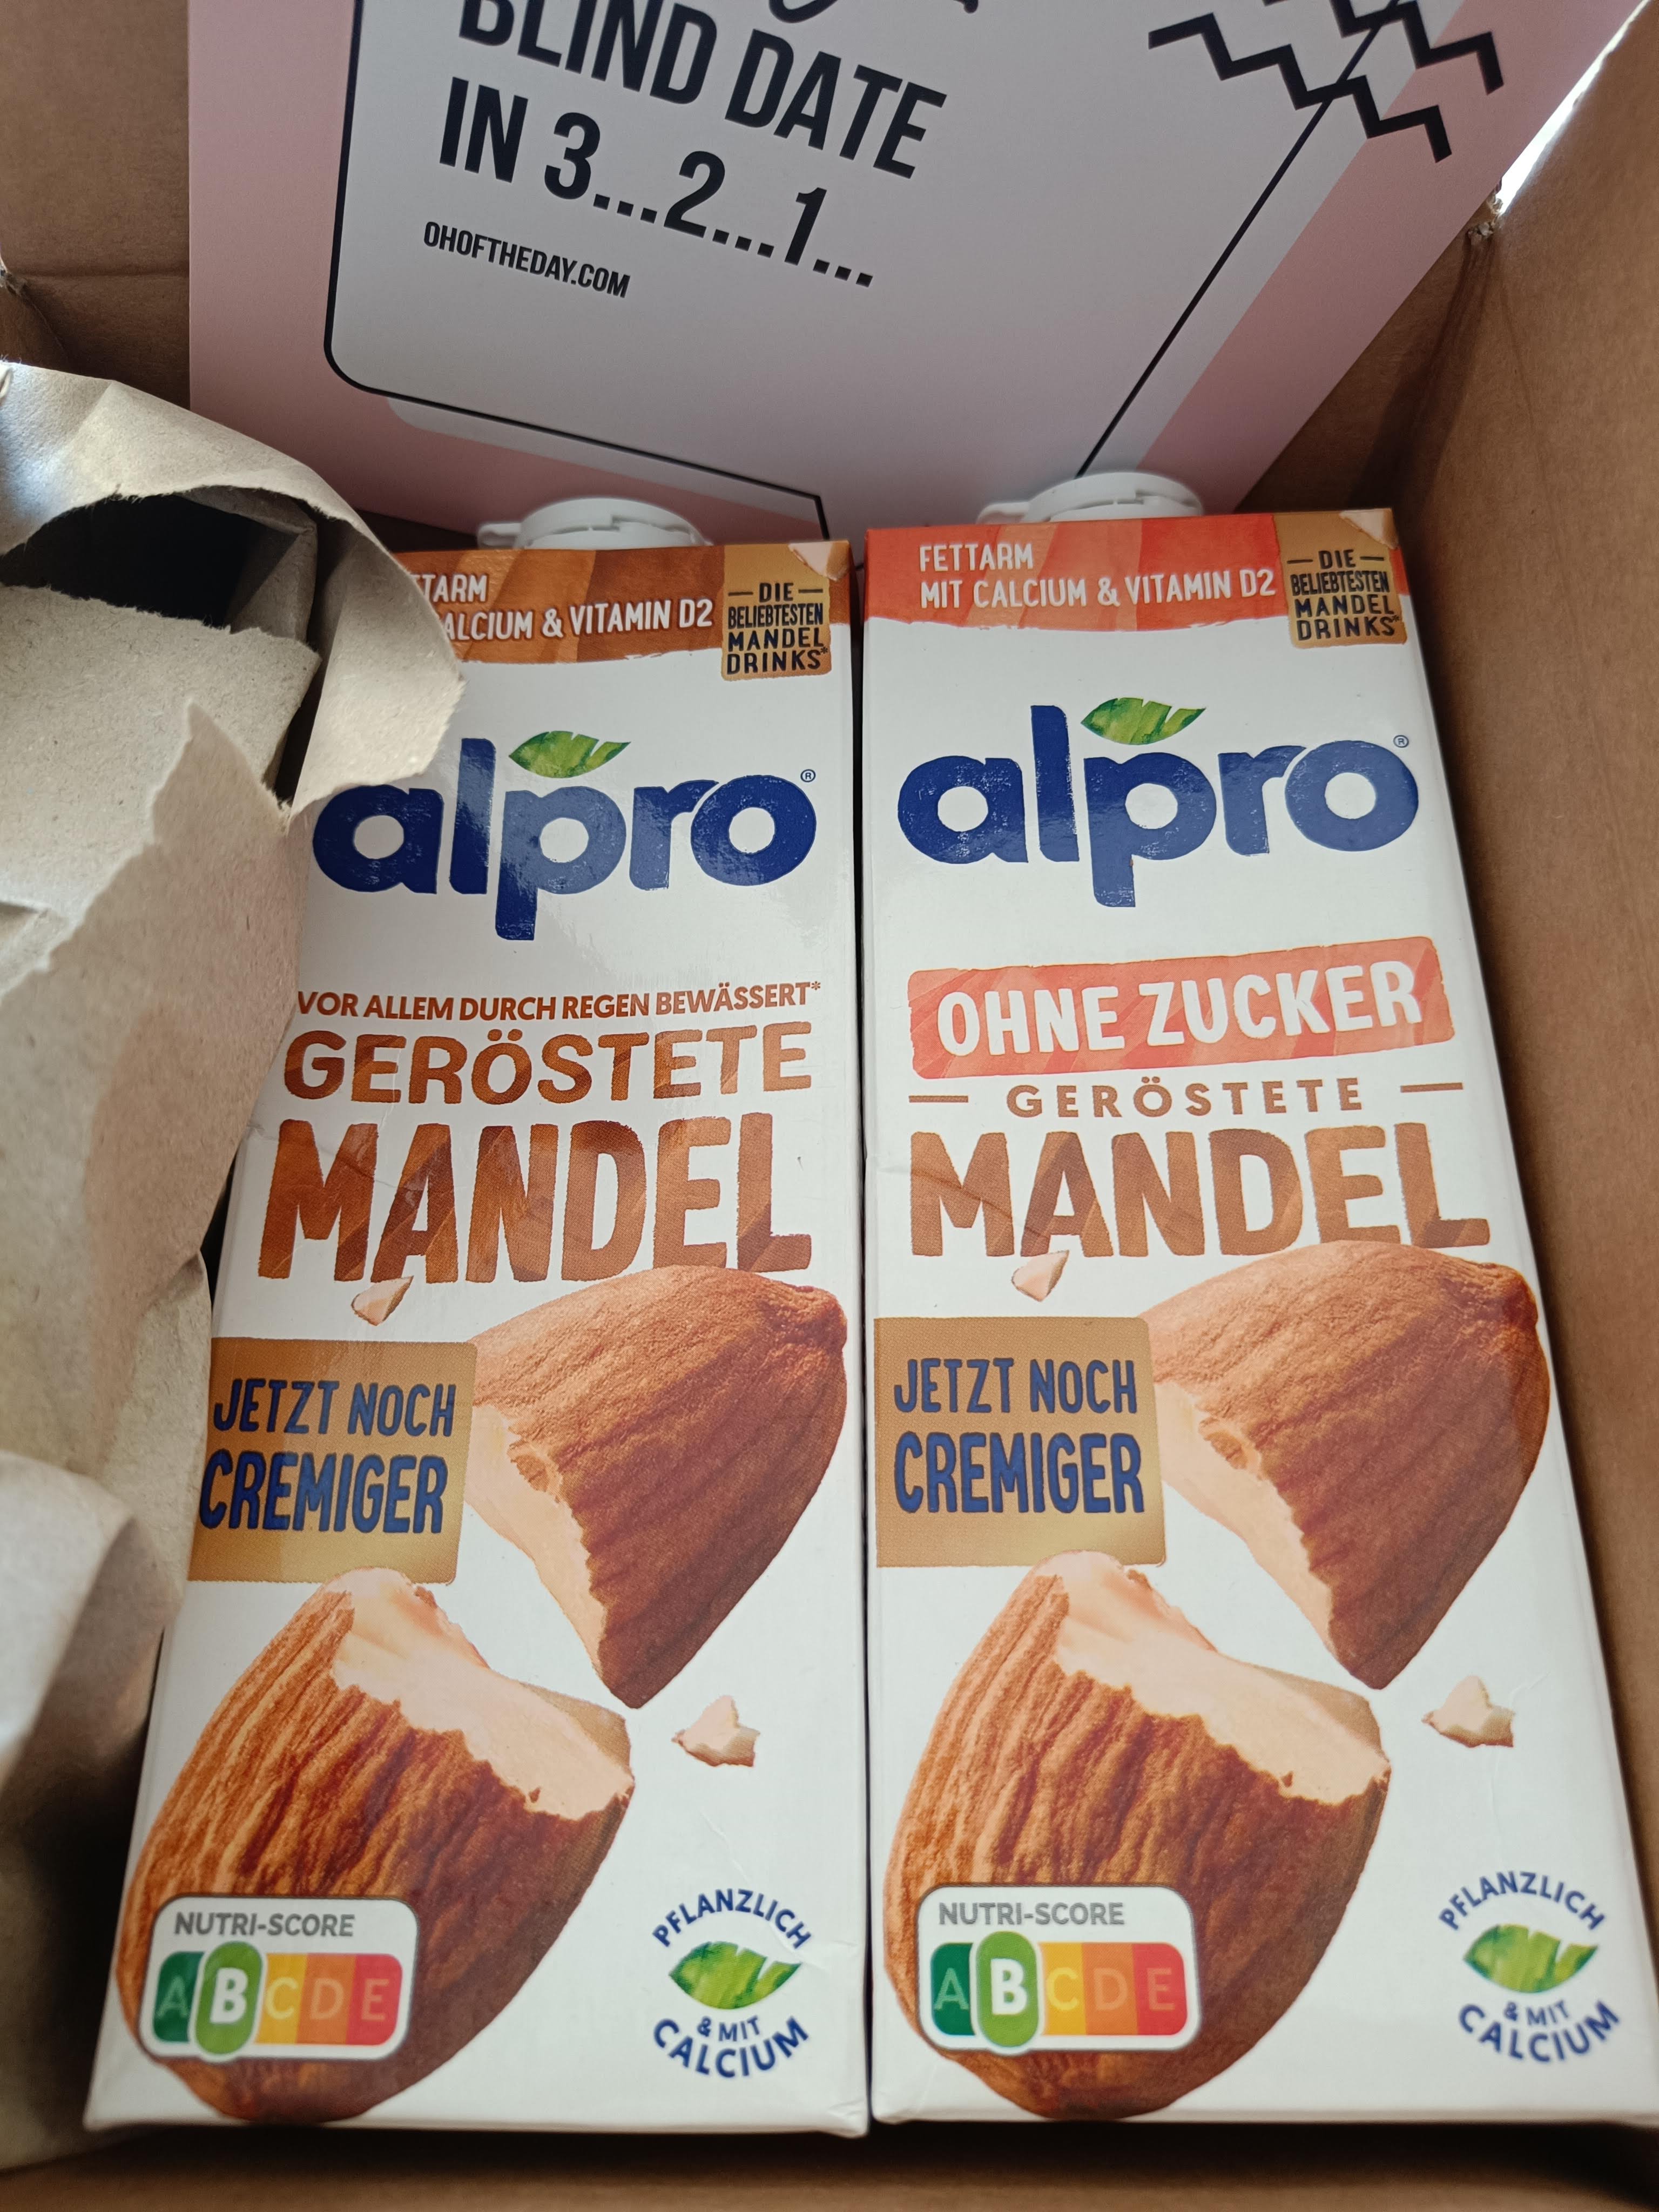 BLIND DATE
IN 3...2...1...
OHOFTHEDAY.COM
CALCIUM & VITAMIN D2
DIE
BELIEBTESTEN
MANDEL
DRINKS*
alpro®
VOR ALLEM DURCH REGEN BEWÄSSERT*
GERÖSTETE
MANDEL
JETZT NOCH
CREMIGER
NUTRI-SCORE
A B C D E
PFLANZLICH
& MIT
CALCIUM
FETTARM
MIT CALCIUM & VITAMIN D2
DIE
BELIEBTESTEN
MANDEL
DRINKS*
alpro®
OHNE ZUCKER
GERÖSTETE
MANDEL
JETZT NOCH
CREMIGER
NUTRI-SCORE
A B C D E
PFLANZLICH
& MIT
CALCIUM